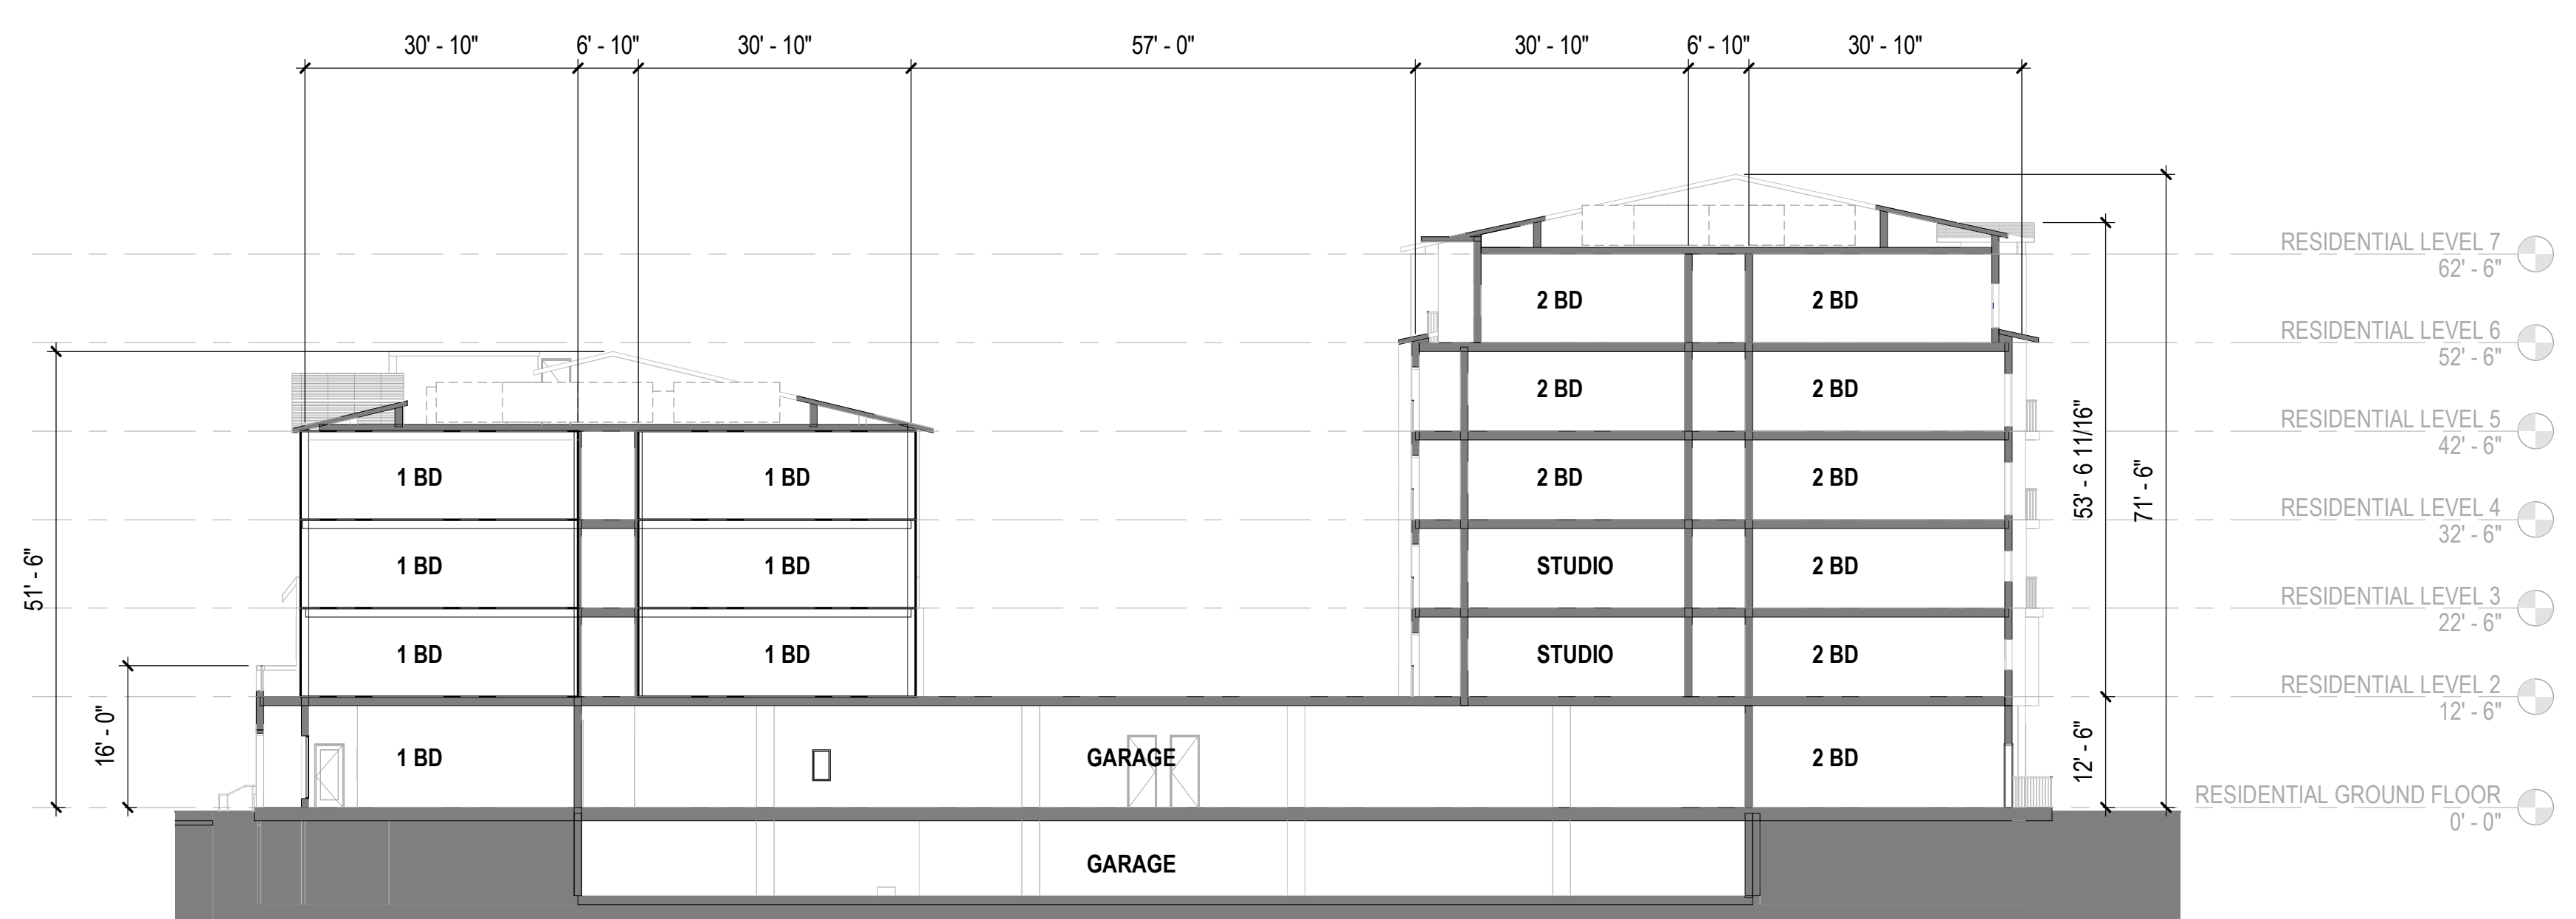 30' - 10" 6' - 10" 30' - 10" 57' - 0" 30' - 10" 6' - 10" 30' - 10"
RESIDENTIAL LEVEL 7
62' - 6"
2 BD 2 BD
RESIDENTIAL LEVEL 6
52' - 6"
2 BD 2 BD
RESIDENTIAL LEVEL 5
42' - 6"
1 BD 1 BD 2 BD 2 BD
53' - 6 11/16"
71' - 6"
RESIDENTIAL LEVEL 4
32' - 6"
51' - 6"
1 BD 1 BD STUDIO 2 BD
RESIDENTIAL LEVEL 3
22' - 6"
1 BD 1 BD STUDIO 2 BD
RESIDENTIAL LEVEL 2
12' - 6"
16' - 0"
1 BD GARAGE 2 BD
12' - 6"
RESIDENTIAL GROUND FLOOR
0' - 0"
GARAGE